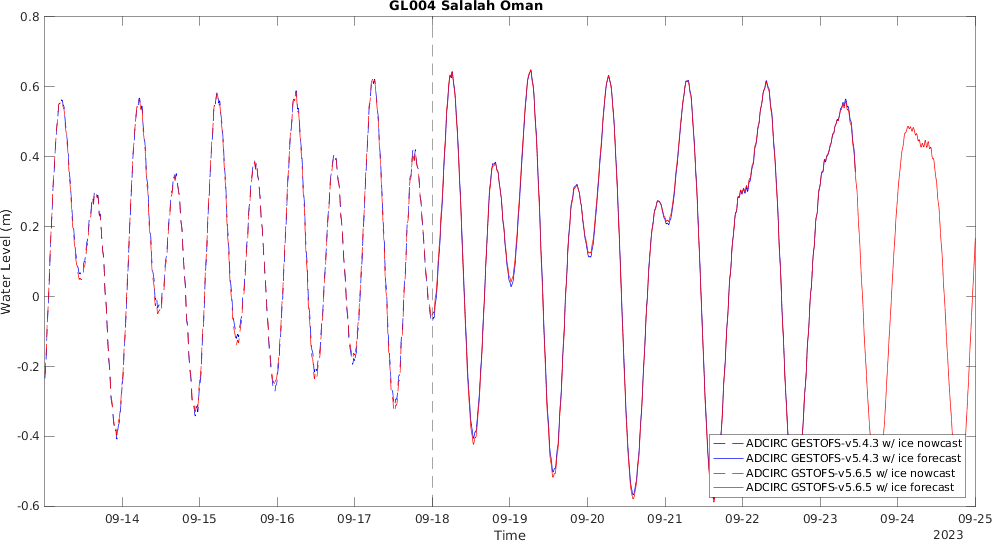 GL004 Salalah Oman
0.8
0.6
0.4
0.2
0
-0.2
-0.4
-0.6
Water Level (m)
ADCIRC GESTOFS-v5.4.3 w/ ice nowcast
ADCIRC GESTOFS-v5.4.3 w/ ice forecast
ADCIRC GSTOFS-v5.6.5 w/ ice nowcast
ADCIRC GSTOFS-v5.6.5 w/ ice forecast
09-14 09-15 09-16 09-17 09-18 09-19 09-20 09-21 09-22 09-23 09-24 09-25
Time
2023